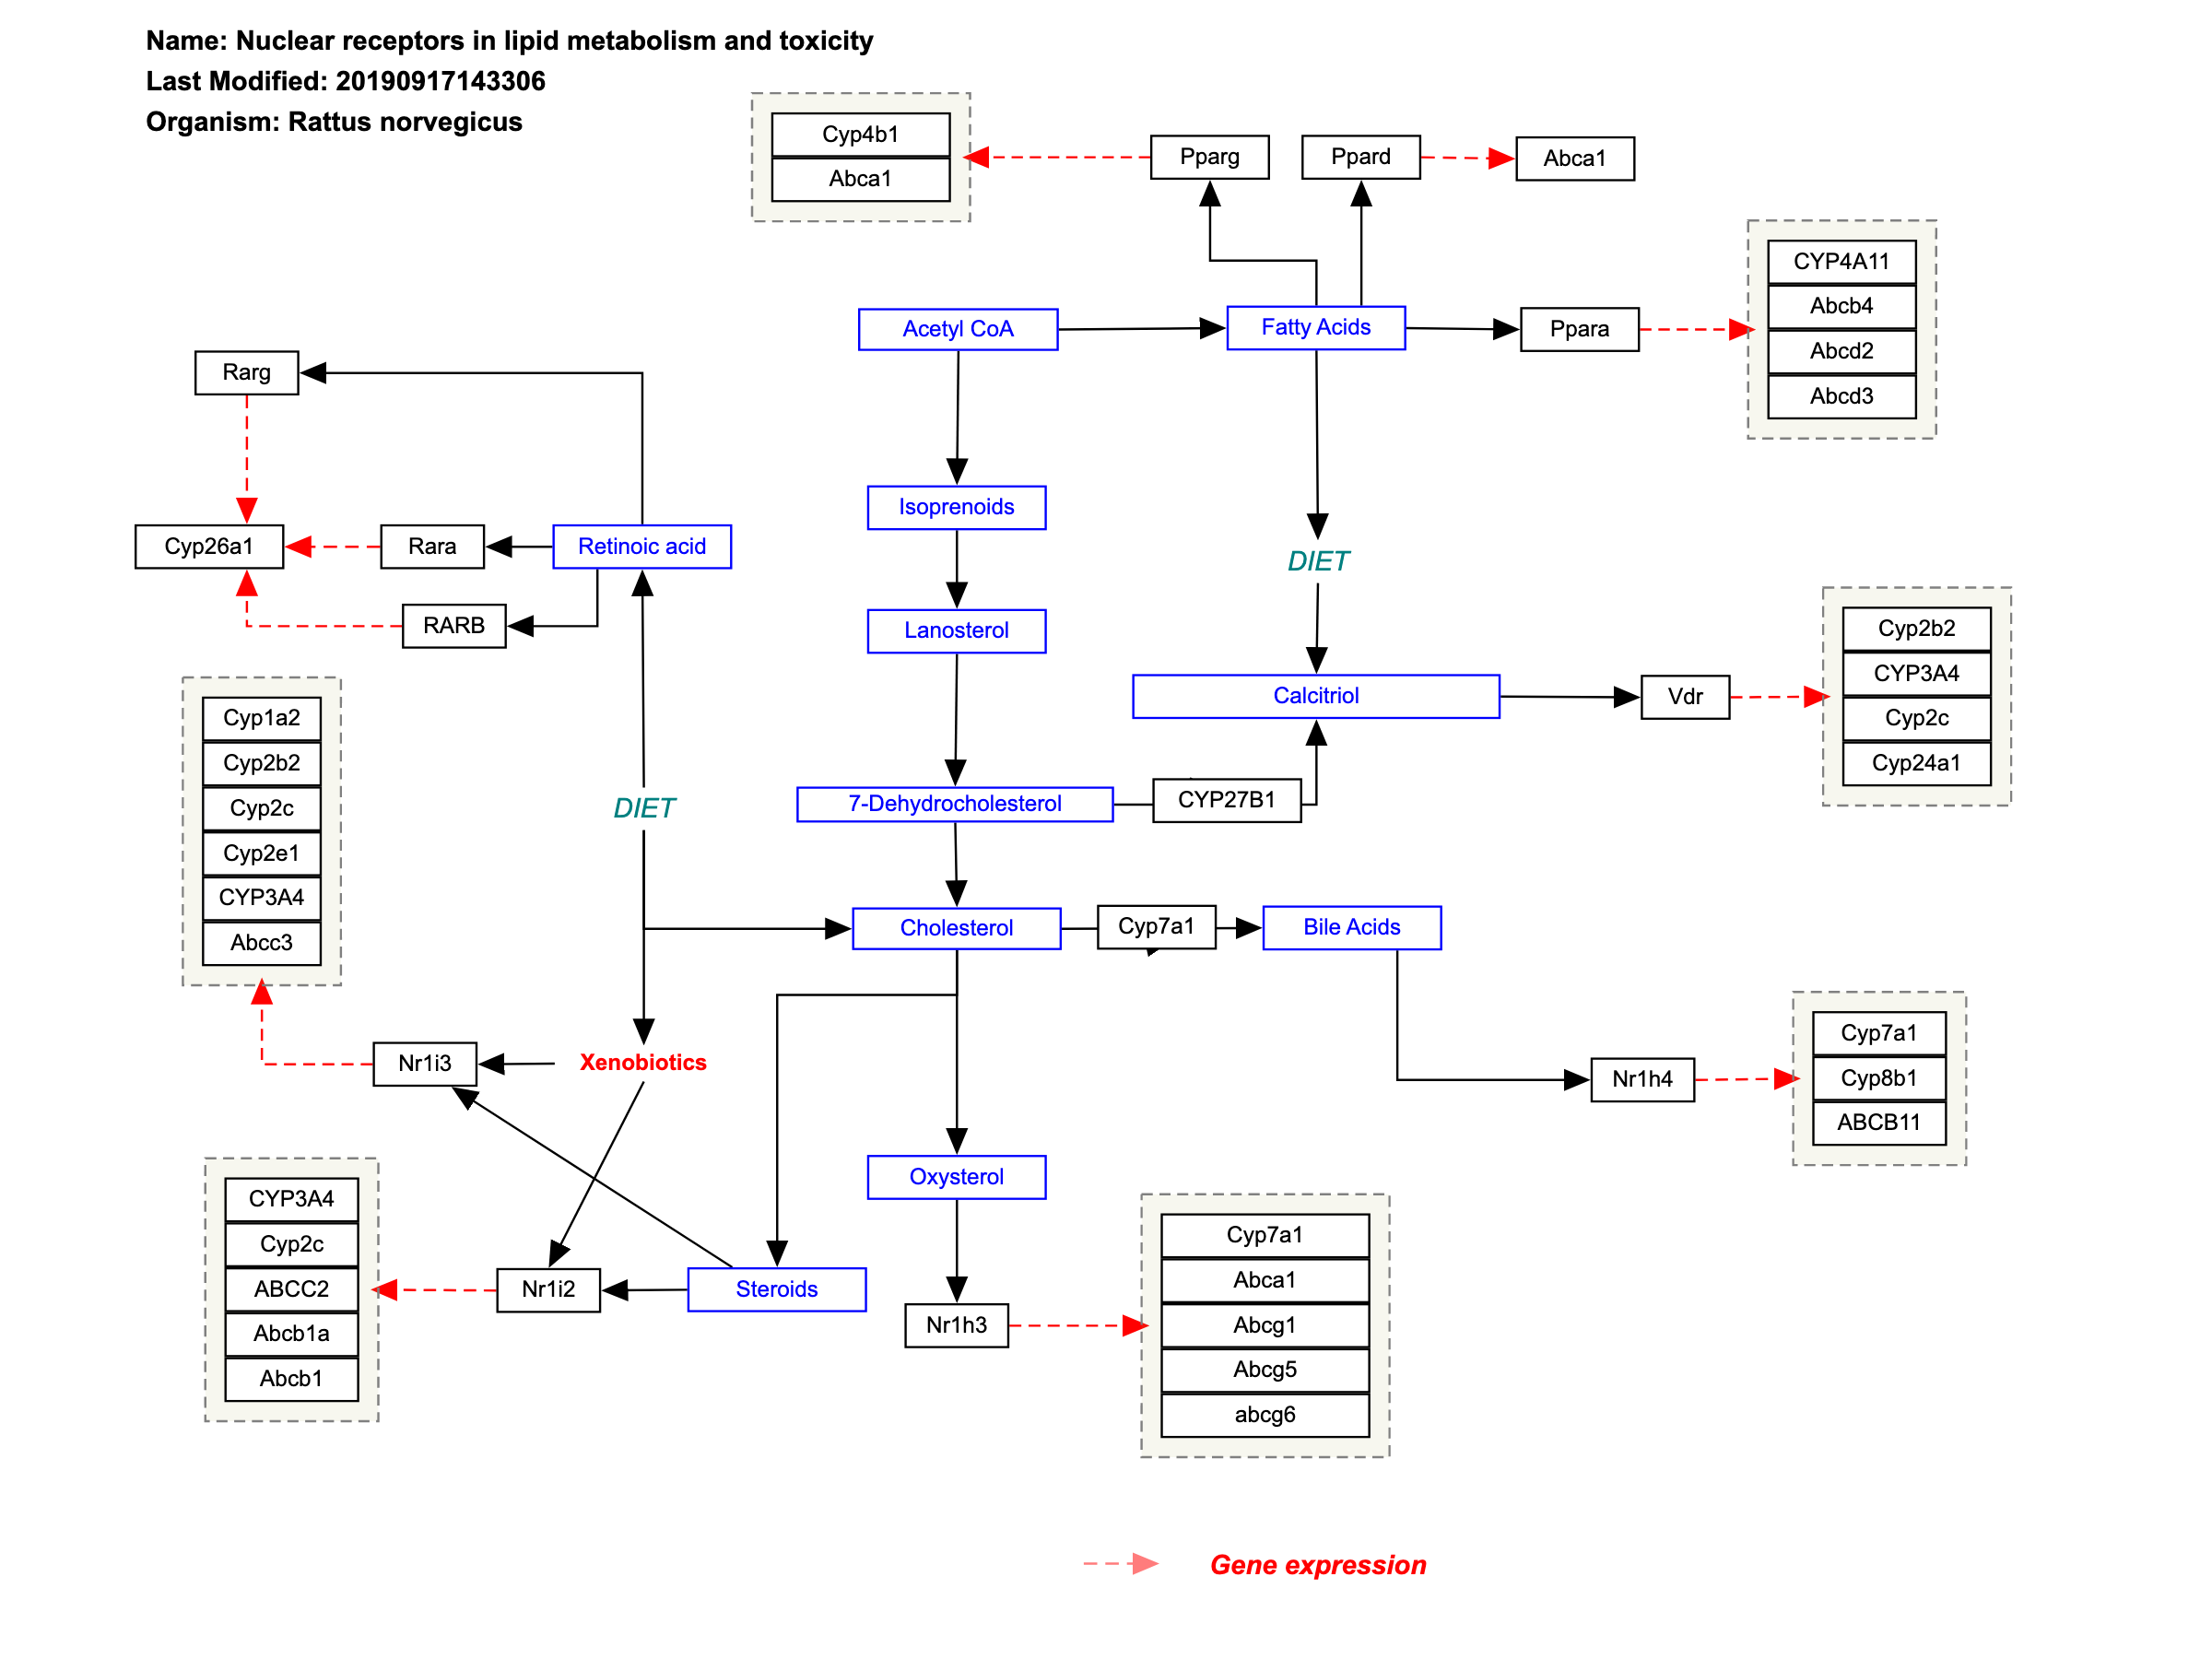 Name: Nuclear receptors in lipid metabolism and toxicity
Last Modified: 20190917143306
Organism: Rattus norvegicus
Cyp4b1
Abca1
Pparg
Ppard
Abca1
CYP4A11
Abcb4
Abcd2
Abcd3
Acetyl CoA
Fatty Acids
Ppara
Rarg
Isoprenoids
Cyp26a1
Rara
Retinoic acid
DIET
RARB
Lanosterol
Cyp2b2
CYP3A4
Cyp2c
Cyp24a1
Calcitriol
Vdr
Cyp1a2
Cyp2b2
Cyp2c
Cyp2e1
CYP3A4
Abcc3
DIET
7-Dehydrocholesterol
CYP27B1
Cholesterol
Cyp7a1
Bile Acids
Nr1i3
Xenobiotics
Nr1h4
Cyp7a1
Cyp8b1
ABCB11
CYP3A4
Cyp2c
ABCC2
Abcb1a
Abcb1
Nr1i2
Steroids
Oxysterol
Nr1h3
Cyp7a1
Abca1
Abcg1
Abcg5
abcg6
Gene expression